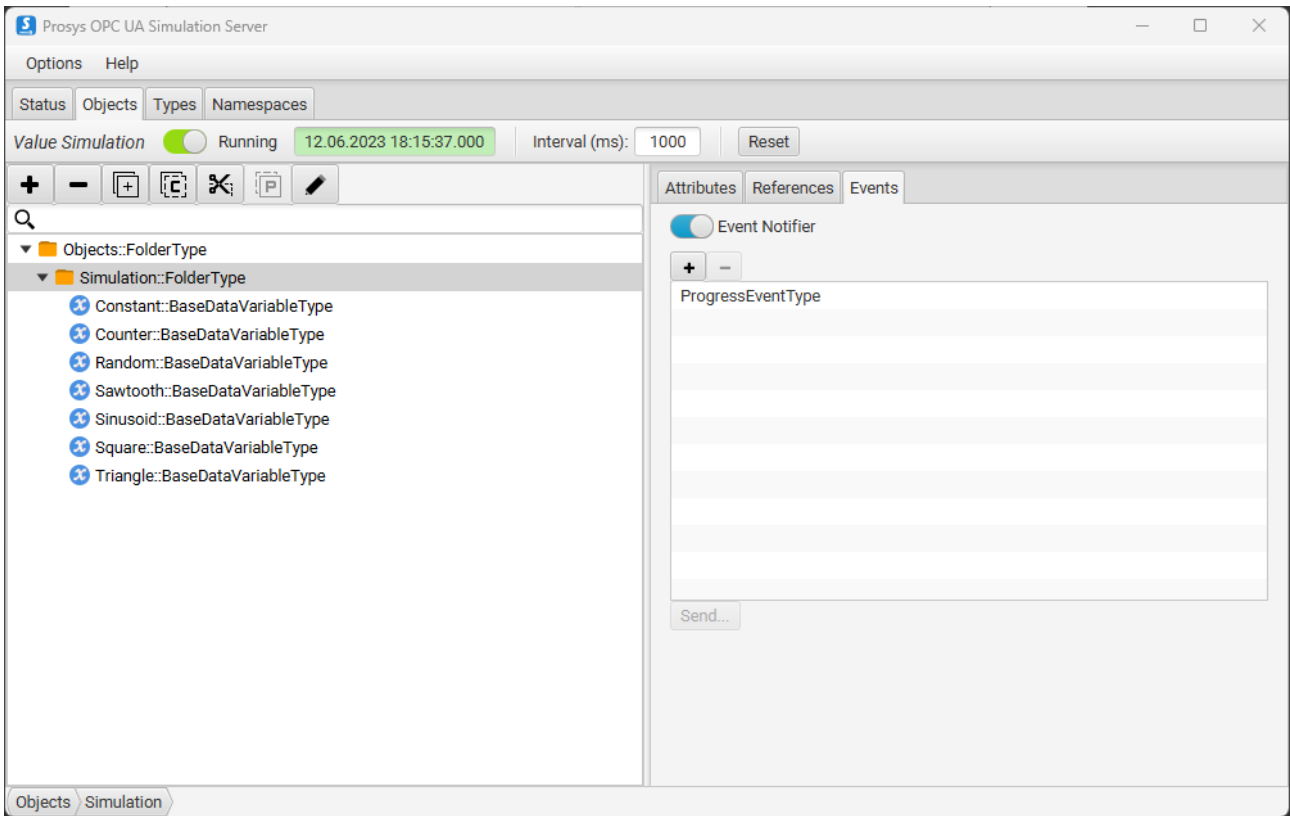 Prosys OPC UA Simulation Server
Options Help
Status Objects Types Namespaces
Value Simulation Running 12.06.2023 18:15:37.000 Interval (ms): 1000 Reset
Attributes References Events
Event Notifier
Objects::FolderType
Simulation::FolderType
Constant::BaseDataVariableType
Counter::BaseDataVariableType
Random::BaseDataVariableType
Sawtooth::BaseDataVariableType
Sinusoid::BaseDataVariableType
Square::BaseDataVariableType
Triangle::BaseDataVariableType
ProgressEventType
Send...
Objects Simulation